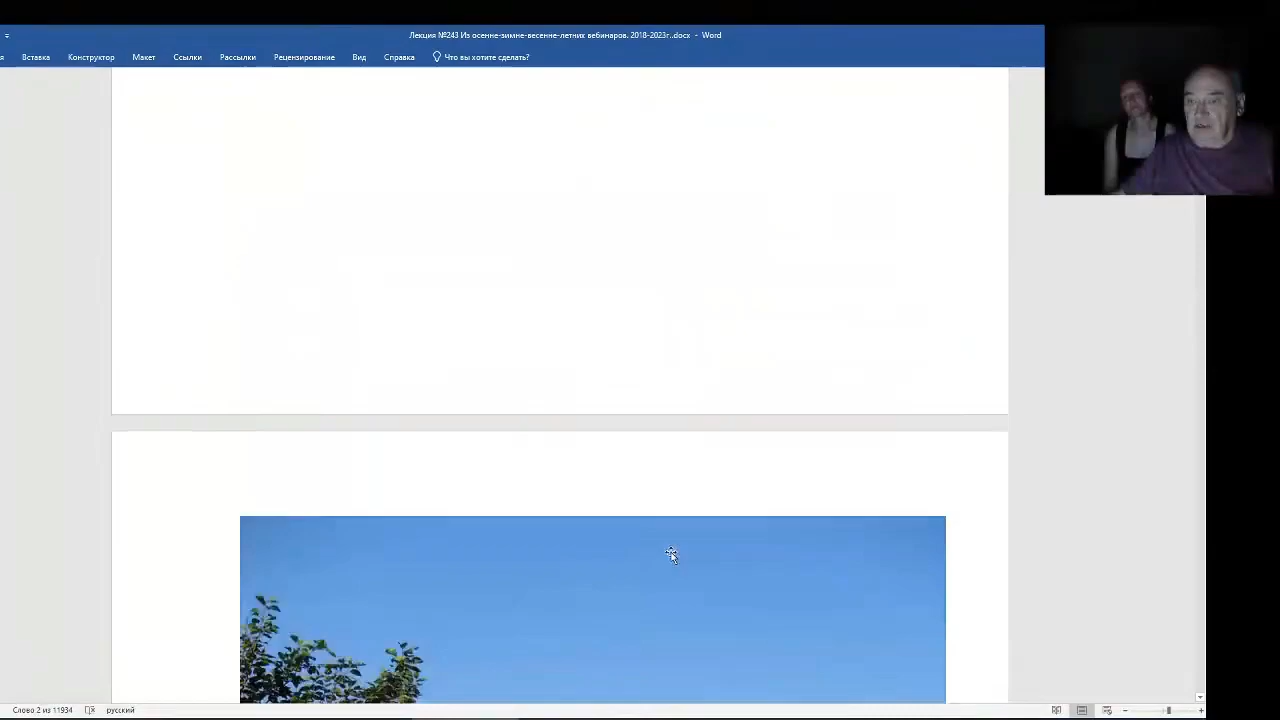 Лекция №243 Из осенне-зимне-весенне-летних вебинаров. 2018-2023г..docx - Word
я Вставка Конструктор Макет Ссылки Рассылки Рецензирование Вид Справка Что вы хотите сделать?
Слово 2 из 11934 русский